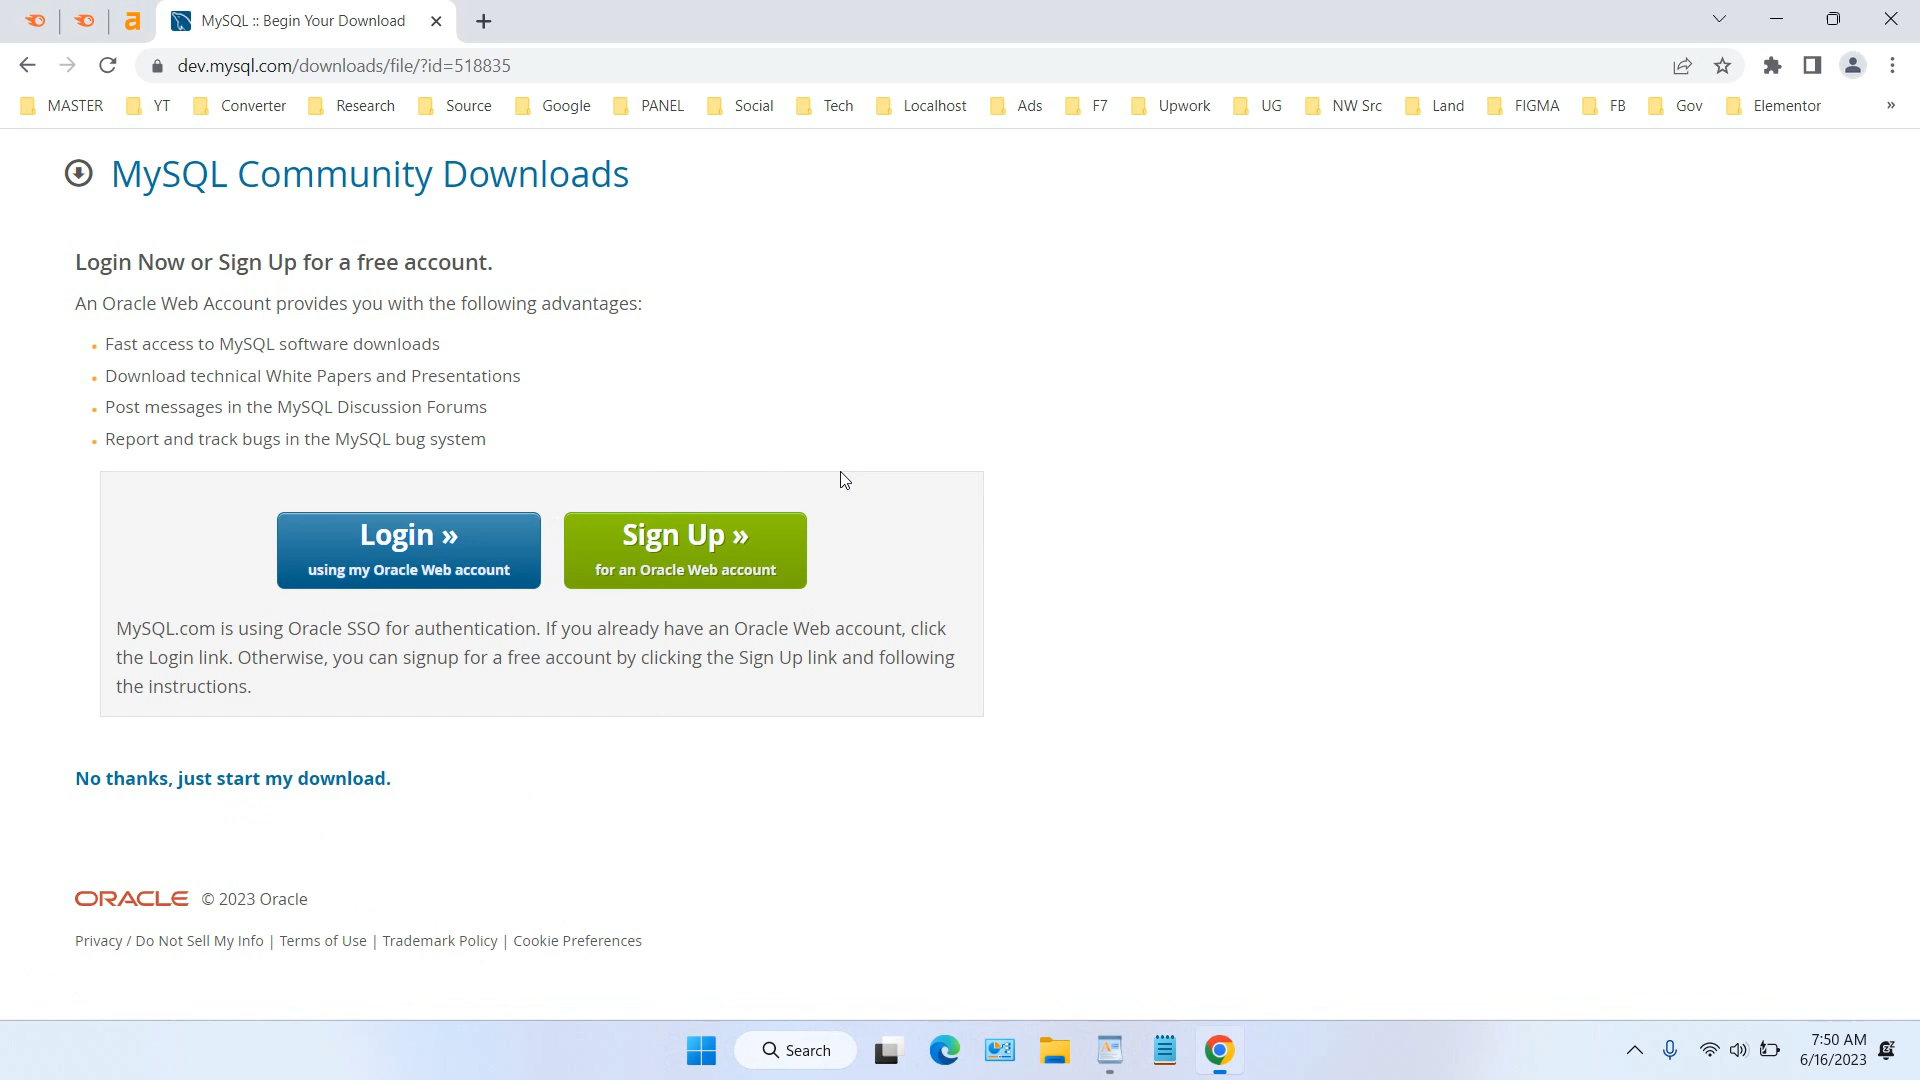 MySQL :: Begin Your Download
dev.mysql.com/downloads/file/?id=518835
MASTER YT Converter Research Source Google PANEL Social Tech Localhost Ads F7 Upwork UG NW Src Land FIGMA FB Gov Elementor »
MySQL Community Downloads
Login Now or Sign Up for a free account.
An Oracle Web Account provides you with the following advantages:
• Fast access to MySQL software downloads
• Download technical White Papers and Presentations
• Post messages in the MySQL Discussion Forums
• Report and track bugs in the MySQL bug system
Login »
using my Oracle Web account
Sign Up »
for an Oracle Web account
MySQL.com is using Oracle SSO for authentication. If you already have an Oracle Web account, click
the Login link. Otherwise, you can signup for a free account by clicking the Sign Up link and following
the instructions.
No thanks, just start my download.
ORACLE © 2023 Oracle
Privacy / Do Not Sell My Info | Terms of Use | Trademark Policy | Cookie Preferences
Search
7:50 AM
6/16/2023